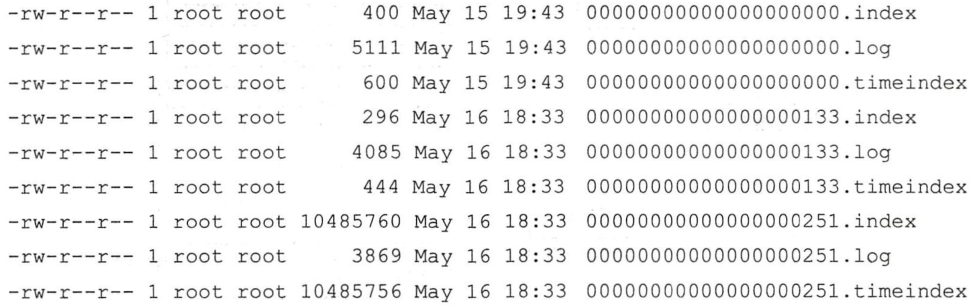 -rw-r--r-- 1 root root 400 May 15 19:43 00000000000000000000.index
-rw-r--r-- 1 root root 5111 May 15 19:43 00000000000000000000.log
-rw-r--r-- 1 root root 600 May 15 19:43 00000000000000000000.timeindex
-rw-r--r-- 1 root root 296 May 16 18:33 00000000000000000133.index
-rw-r--r-- 1 root root 4085 May 16 18:33 00000000000000000133.log
-rw-r--r-- 1 root root 444 May 16 18:33 00000000000000000133.timeindex
-rw-r--r-- 1 root root 10485760 May 16 18:33 00000000000000000251.index
-rw-r--r-- 1 root root 3869 May 16 18:33 00000000000000000251.log
-rw-r--r-- 1 root root 10485756 May 16 18:33 00000000000000000251.timeindex